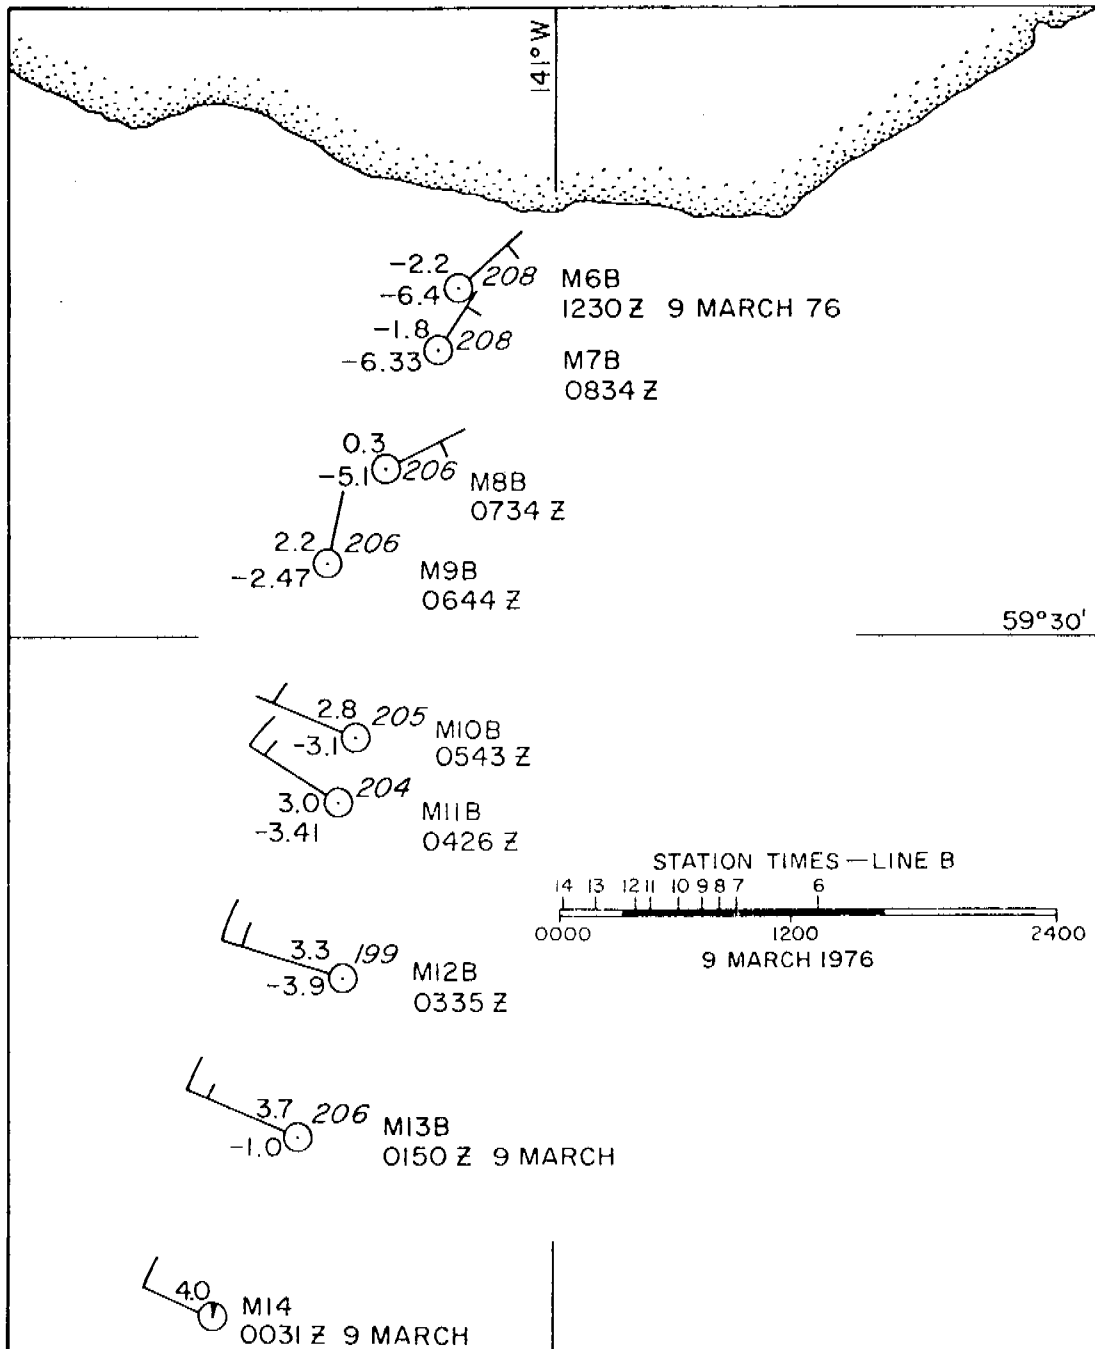 141°W
-2.2 208 M6B
-6.4 1230 Z 9 MARCH 76
-1.8 208 M7B
-6.33 0834 Z
0.3 206 M8B
-5.1 0734 Z
2.2 206 M9B
-2.47 0644 Z
59°30'
2.8 205 M10B
-3.1 0543 Z
3.0 204 M11B
-3.41 0426 Z
STATION TIMES — LINE B
14 13 12 11 10 9 8 7 6
0000 1200 2400
9 MARCH 1976
3.3 199 M12B
-3.9 0335 Z
3.7 206 M13B
-1.0 0150 Z 9 MARCH
4.0 M14
0031 Z 9 MARCH